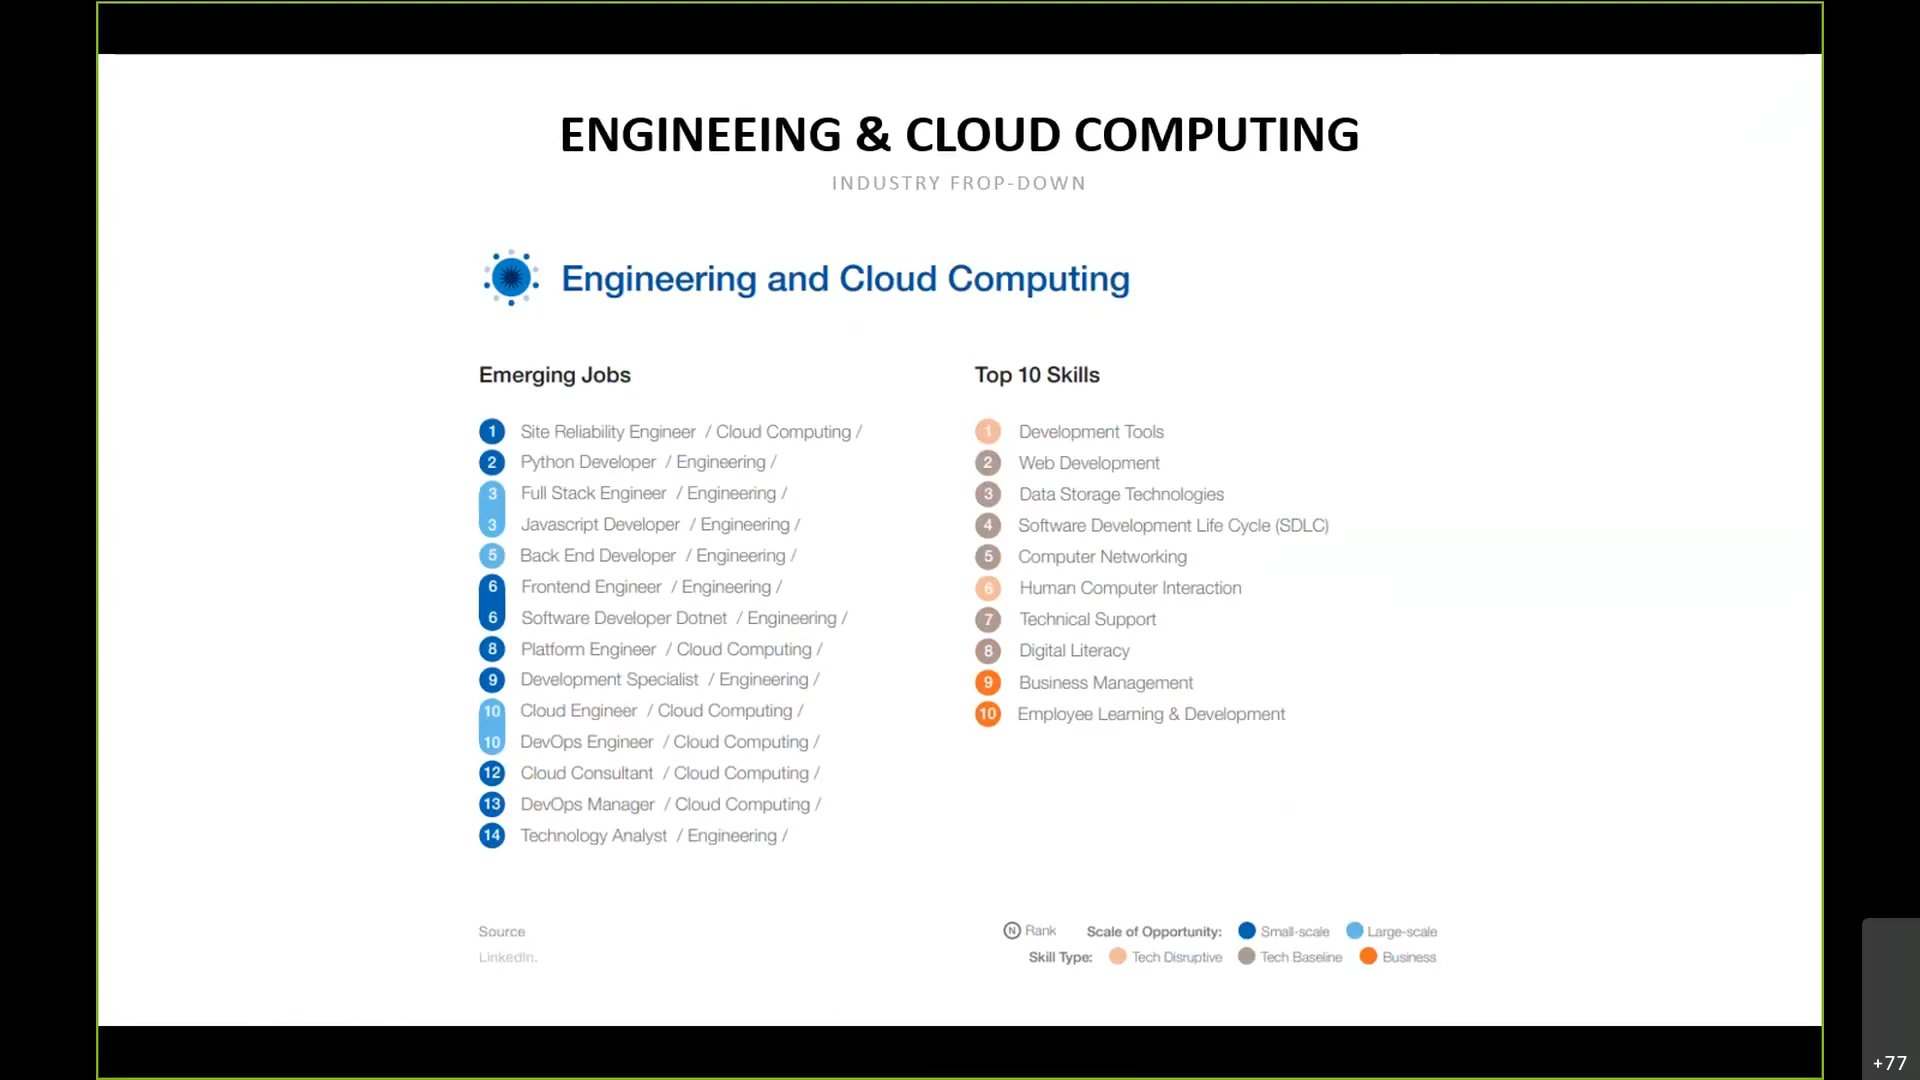 ENGINEEING & CLOUD COMPUTING
INDUSTRY FROP-DOWN
Engineering and Cloud Computing
Emerging Jobs
1 Site Reliability Engineer / Cloud Computing /
2 Python Developer / Engineering /
3 Full Stack Engineer / Engineering /
3 Javascript Developer / Engineering /
5 Back End Developer / Engineering /
6 Frontend Engineer / Engineering /
6 Software Developer Dotnet / Engineering /
8 Platform Engineer / Cloud Computing /
9 Development Specialist / Engineering /
10 Cloud Engineer / Cloud Computing /
10 DevOps Engineer / Cloud Computing /
12 Cloud Consultant / Cloud Computing /
13 DevOps Manager / Cloud Computing /
14 Technology Analyst / Engineering /
Top 10 Skills
1 Development Tools
2 Web Development
3 Data Storage Technologies
4 Software Development Life Cycle (SDLC)
5 Computer Networking
6 Human Computer Interaction
7 Technical Support
8 Digital Literacy
9 Business Management
10 Employee Learning & Development
Source
LinkedIn.
N Rank Scale of Opportunity: Small-scale Large-scale
Skill Type: Tech Disruptive Tech Baseline Business
+77